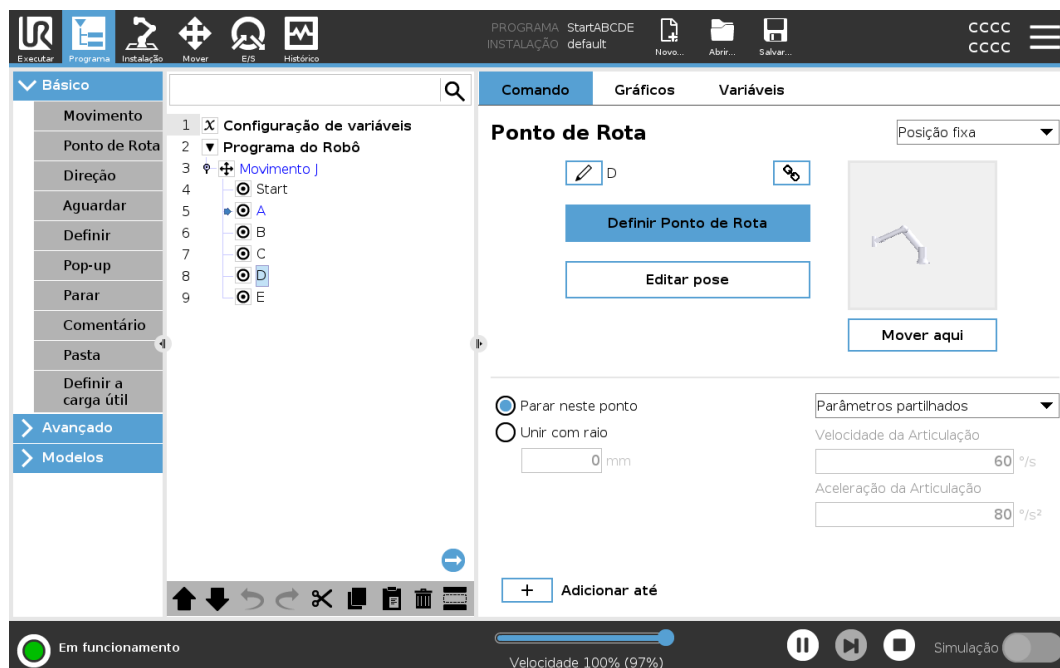 UR
PROGRAMA StartABCDE
INSTALAÇÃO default
Executar
Programa
Instalação
Mover
E/S
Histórico
Novo...
Abrir...
Salvar...
CCCC
CCCC
Básico
Movimento
Ponto de Rota
Direção
Aguardar
Definir
Pop-up
Parar
Comentário
Pasta
Definir a
carga útil
Avançado
Modelos
1 X Configuração de variáveis
2 Programa do Robô
3 Movimento J
4 Start
5 A
6 B
7 C
8 D
9 E
Comando
Gráficos
Variáveis
Ponto de Rota
Posição fixa
D
Definir Ponto de Rota
Editar pose
Mover aqui
Parar neste ponto
Unir com raio
0 mm
Parâmetros partilhados
Velocidade da Articulação
60 °/s
Aceleração da Articulação
80 °/s²
+ Adicionar até
Em funcionamento
Velocidade 100% (97%)
Simulação